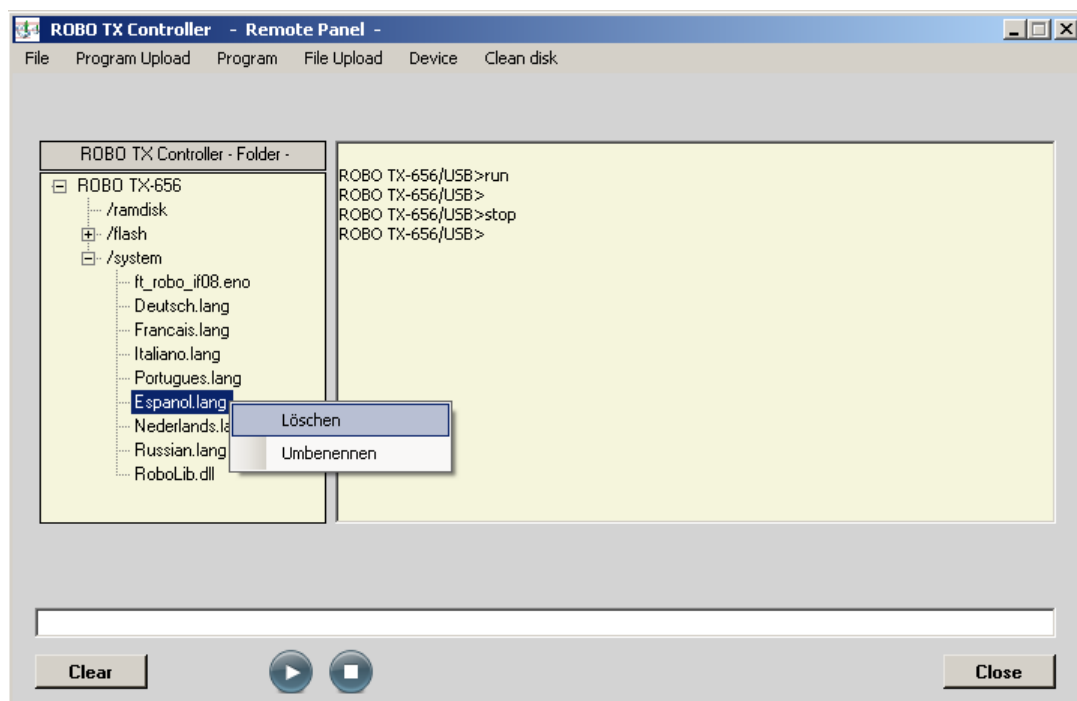 ROBO TX Controller - Remote Panel -
File Program Upload Program File Upload Device Clean disk
ROBO TX Controller - Folder -
ROBO TX-656
/ramdisk
/flash
/system
ft_robo_if08.eno
Deutsch.lang
Francais.lang
Italiano.lang
Portugues.lang
Espanol.lang
Nederlands.la
Russian.lang
RoboLib.dll
Löschen
Umbenennen
ROBO TX-656/USB>run
ROBO TX-656/USB>
ROBO TX-656/USB>stop
ROBO TX-656/USB>
Clear
Close